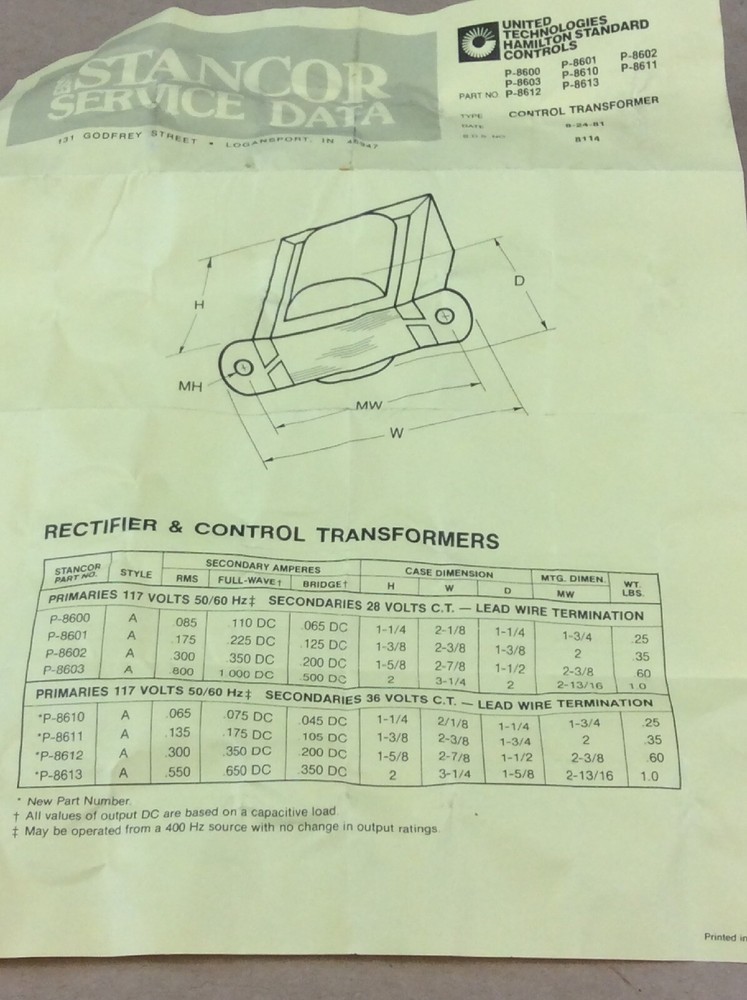 STANCOR
SERVICE DATA
131 GODFREY STREET • LOGANSPORT, IN
UNITED
TECHNOLOGIES
HAMILTON STANDARD
CONTROLS
P-8600 P-8601 P-8602
P-8603 P-8610 P-8611
PART NO. P-8612 P-8613
TYPE CONTROL TRANSFORMER
DATE 8-24-81
8114
H
D
MH
MW
W
RECTIFIER & CONTROL TRANSFORMERS
STANCOR PART NO. STYLE SECONDARY AMPERES CASE DIMENSION MTG. DIMEN. WT. LBS.
RMS FULL-WAVE† BRIDGE† H W D MW
PRIMARIES 117 VOLTS 50/60 Hz‡ SECONDARIES 28 VOLTS C.T. — LEAD WIRE TERMINATION
P-8600 A .085 .110 DC .065 DC 1-1/4 2-1/8 1-1/4 1-3/4 .25
P-8601 A .175 .225 DC .125 DC 1-3/8 2-3/8 1-3/8 2 .35
P-8602 A .300 .350 DC .200 DC 1-5/8 2-7/8 1-1/2 2-3/8 .60
P-8603 A .800 1.000 DC .500 DC 2 3-1/4 2 2-13/16 1.0
PRIMARIES 117 VOLTS 50/60 Hz‡ SECONDARIES 36 VOLTS C.T. — LEAD WIRE TERMINATION
*P-8610 A .065 .075 DC .045 DC 1-1/4 2/1/8 1-1/4 1-3/4 .25
*P-8611 A .135 .175 DC 105 DC 1-3/8 2-3/8 1-3/4 2 .35
*P-8612 A .300 .350 DC .200 DC 1-5/8 2-7/8 1-1/2 2-3/8 .60
*P-8613 A .550 .650 DC .350 DC 2 3-1/4 1-5/8 2-13/16 1.0
* New Part Number.
† All values of output DC are based on a capacitive load.
‡ May be operated from a 400 Hz source with no change in output ratings.
Printed in